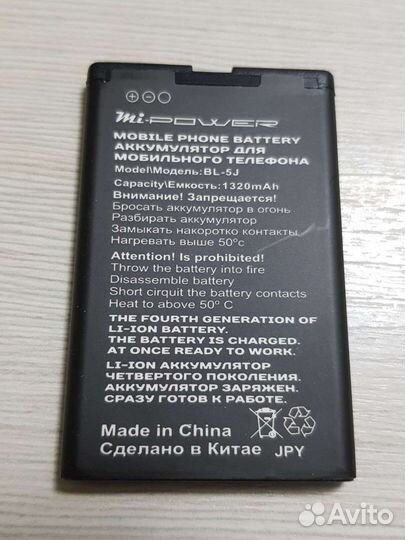 mi-POWER
MOBILE PHONE BATTERY
АККУМУЛЯТОР ДЛЯ
МОБИЛЬНОГО ТЕЛЕФОНА
Model\Модель:BL-5J
Capacity\Емкость:1320mAh
Внимание! Запрещается!
Бросать аккумулятор в огонь
Разбирать аккумулятор
Замыкать накоротко контакты
Нагревать выше 50ºc
Attention! Is prohibited!
Throw the battery into fire
Disassemble battery
Short cirquit the battery contacts
Heat to above 50º C
THE FOURTH GENERATION OF
LI-ION BATTERY.
THE BATTERY IS CHARGED.
AT ONCE READY TO WORK.
LI-ION АККУМУЛЯТОР
ЧЕТВЕРТОГО ПОКОЛЕНИЯ.
АККУМУЛЯТОР ЗАРЯЖЕН.
СРАЗУ ГОТОВ К РАБОТЕ.
Made in China
Сделано в Китае JPY
Avito